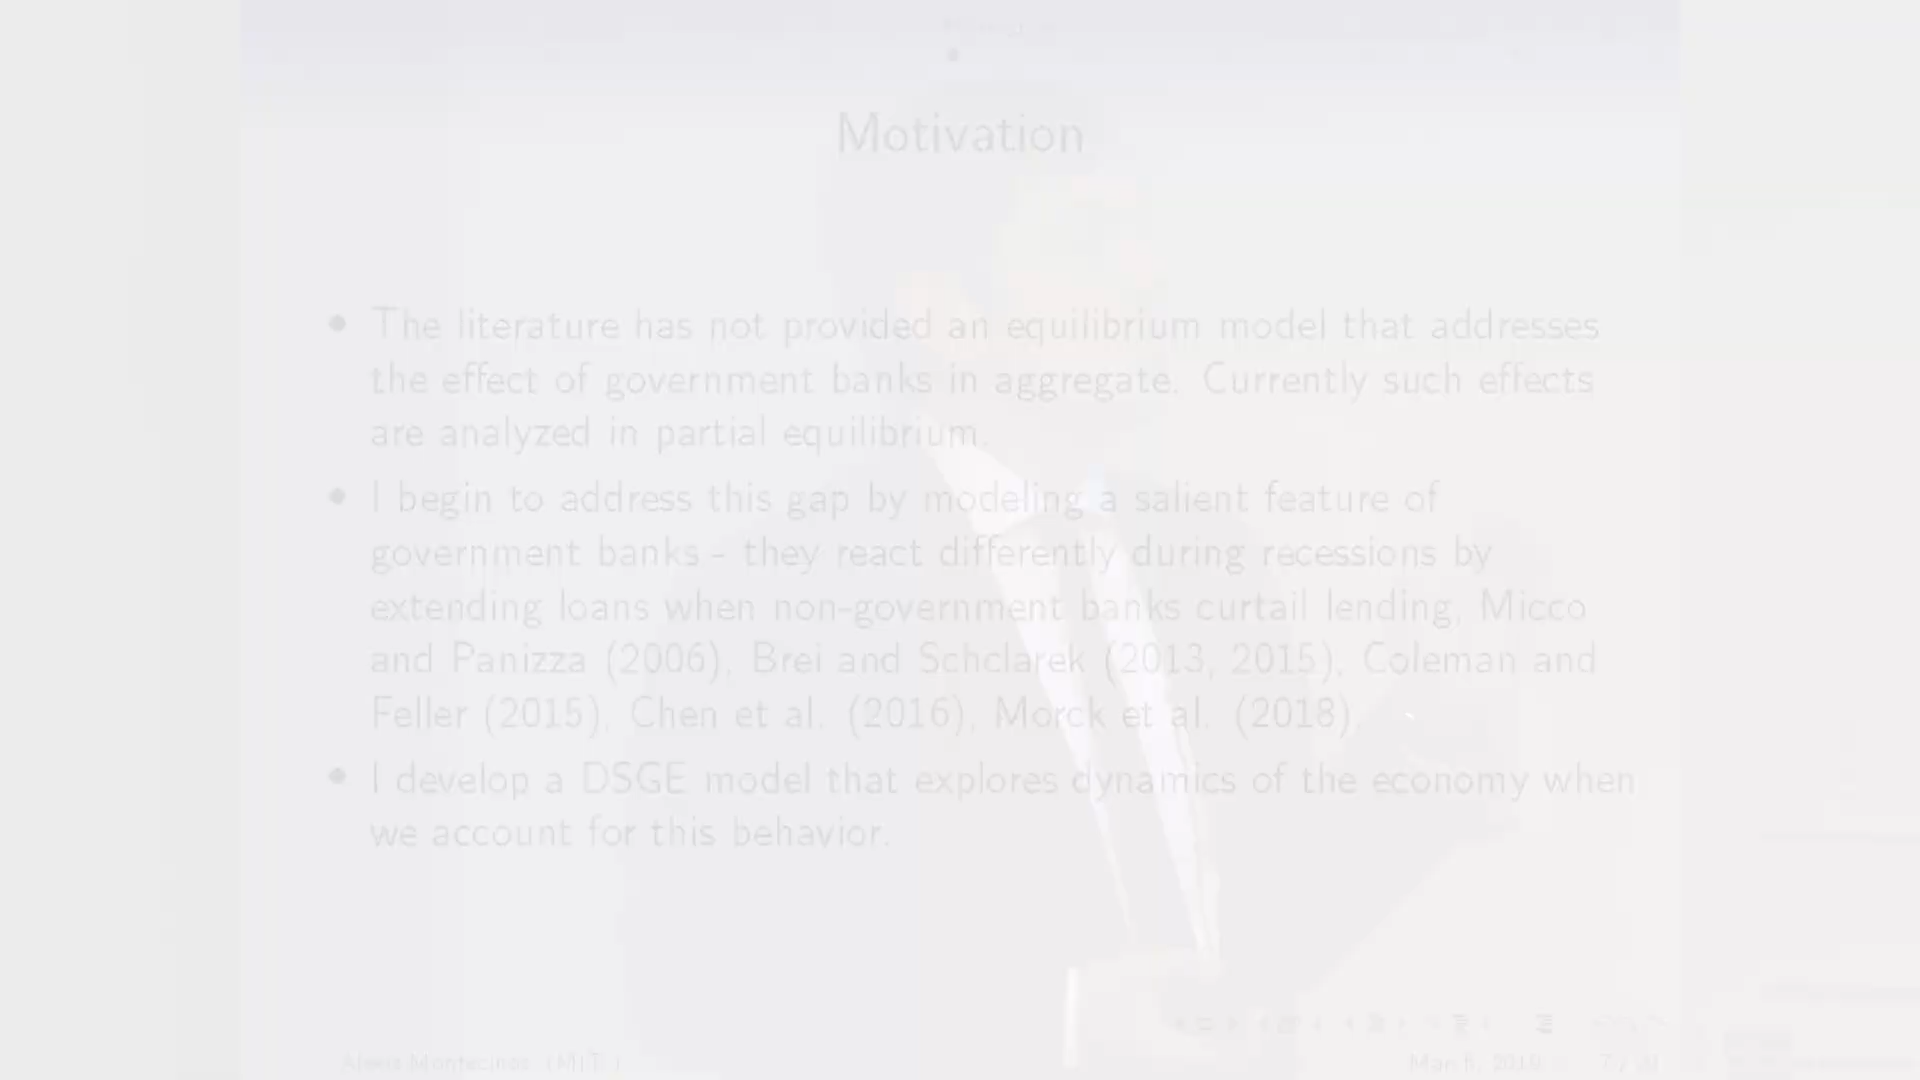 Motivation
• The literature has not provided an equilibrium model that addresses
the effect of government banks in aggregate. Currently such effects
are analyzed in partial equilibrium.
• I begin to address this gap by modeling a salient feature of
government banks - they react differently during recessions by
extending loans when non-government banks curtail lending, Micco
and Panizza (2006), Brei and Schclarek (2013, 2015), Coleman and
Feller (2015), Chen et al. (2016), Morck et al. (2018)
• I develop a DSGE model that explores dynamics of the economy when
we account for this behavior.
Alexis Montecinos (MIT)
2019